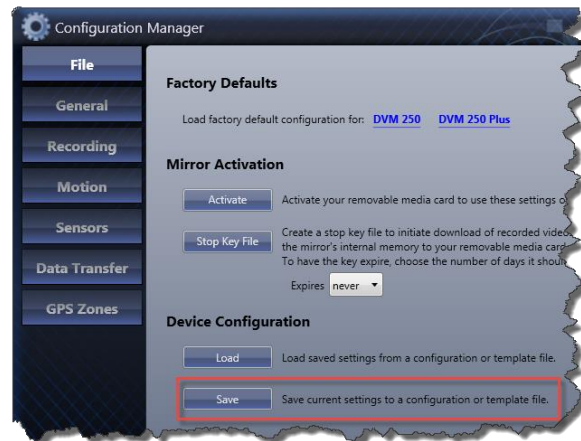 Configuration Manager
File
General
Recording
Motion
Sensors
Data Transfer
GPS Zones
Factory Defaults
Load factory default configuration for: DVM 250 DVM 250 Plus
Mirror Activation
Activate Activate your removable media card to use these settings
Stop Key File
Create a stop key file to initiate download of recorded video
the mirror's internal memory to your removable media card
To have the key expire, choose the number of days it
Expires never
Device Configuration
Load Load saved settings from a configuration or template file.
Save Save current settings to a configuration or template file.